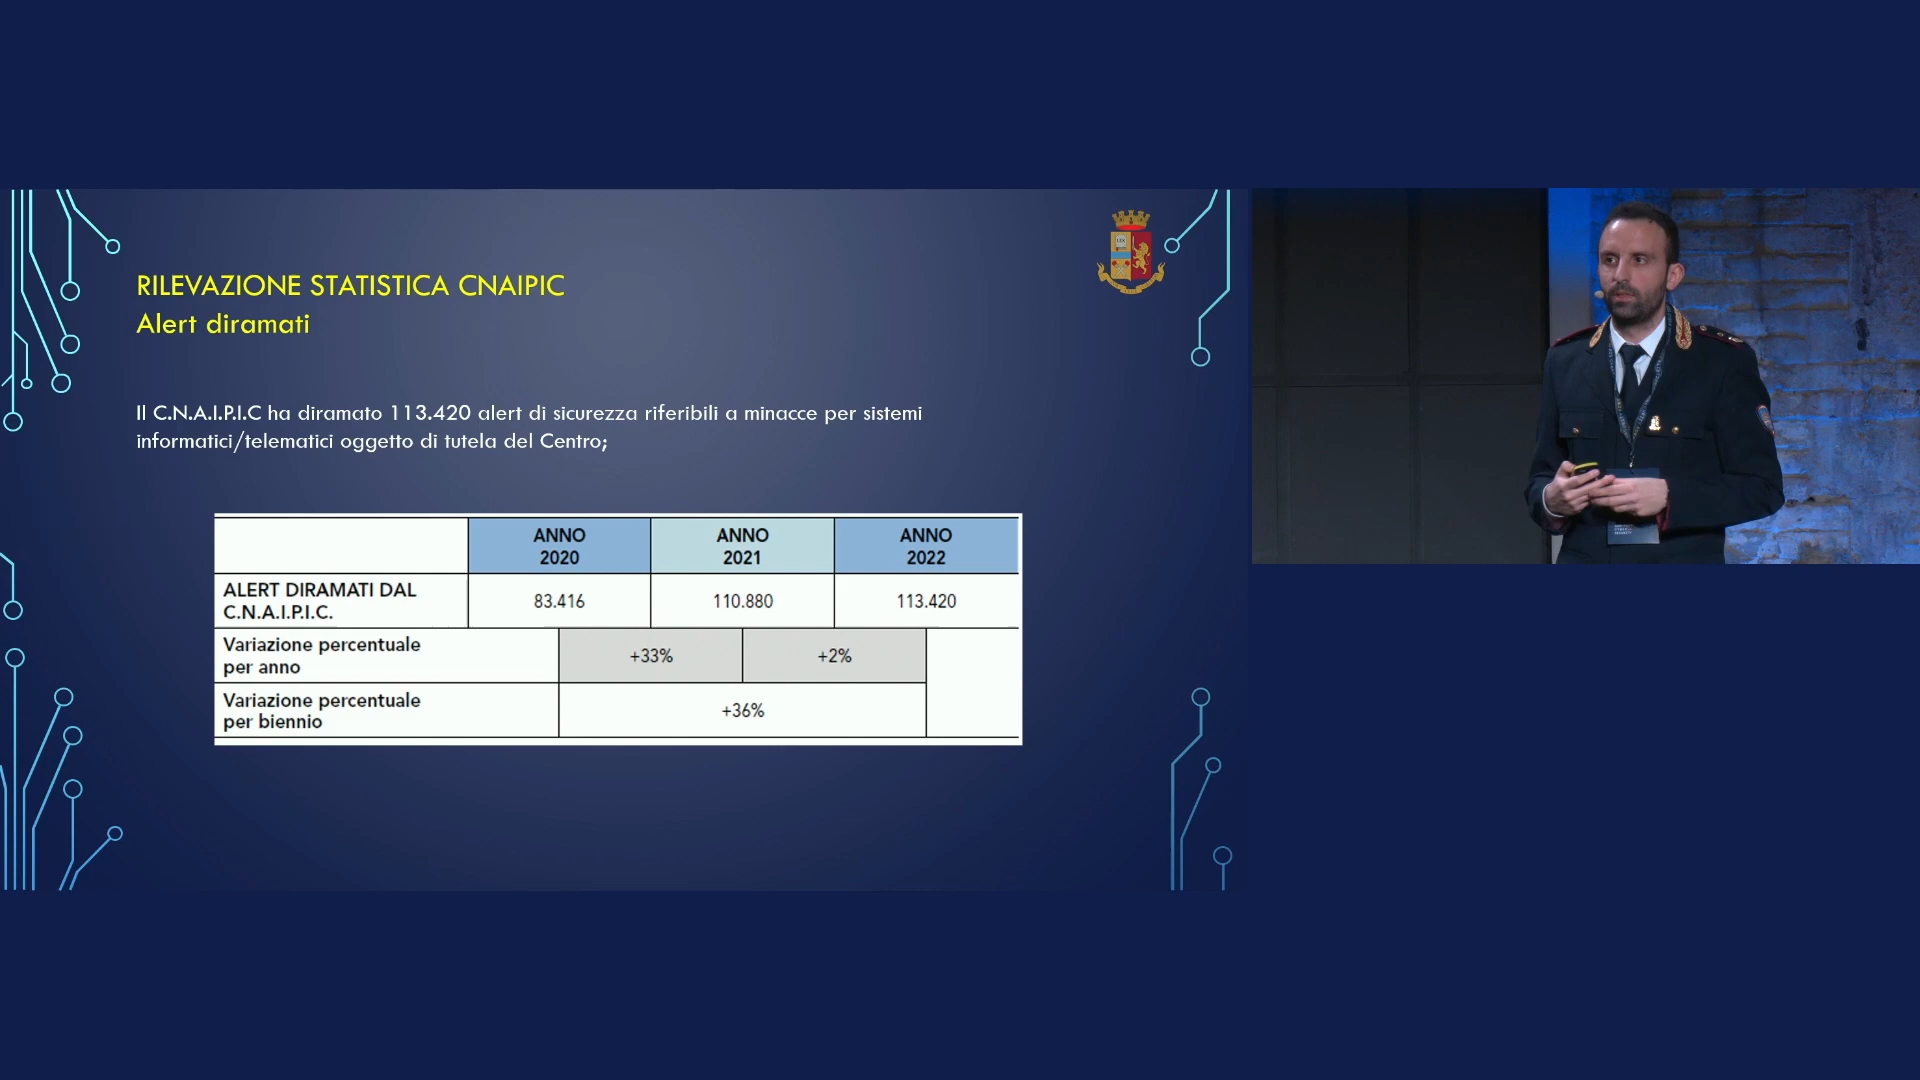 RILEVAZIONE STATISTICA CNAIPIC
Alert diramati
Il C.N.A.I.P.I.C ha diramato 113.420 alert di sicurezza riferibili a minacce per sistemi
informatici/telematici oggetto di tutela del Centro;
ANNO 2020 ANNO 2021 ANNO 2022
ALERT DIRAMATI DAL C.N.A.I.P.I.C. 83.416 110.880 113.420
Variazione percentuale per anno +33% +2%
Variazione percentuale per biennio +36%